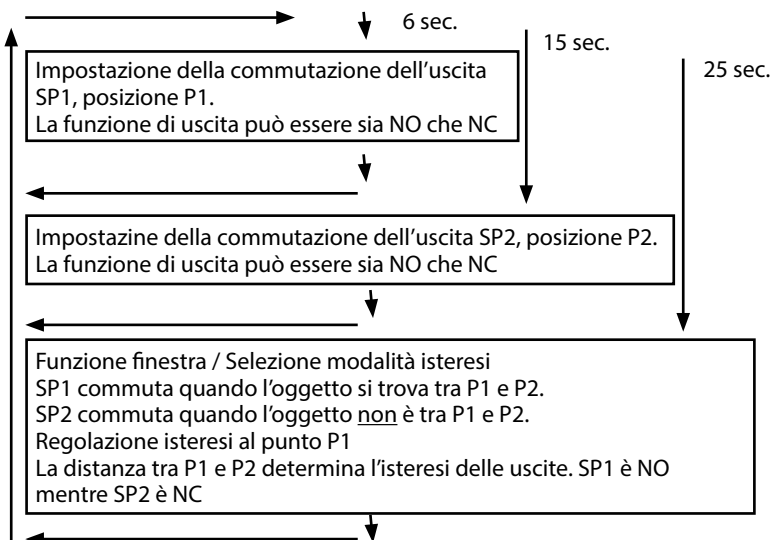 6 sec.
15 sec.
25 sec.
Impostazione della commutazione dell'uscita
SP1, posizione P1.
La funzione di uscita può essere sia NO che NC
Impostazine della commutazione dell'uscita SP2, posizione P2.
La funzione di uscita può essere sia NO che NC
Funzione finestra / Selezione modalità isteresi
SP1 commuta quando l'oggetto si trova tra P1 e P2.
SP2 commuta quando l'oggetto non è tra P1 e P2.
Regolazione isteresi al punto P1
La distanza tra P1 e P2 determina l'isteresi delle uscite. SP1 è NO
mentre SP2 è NC